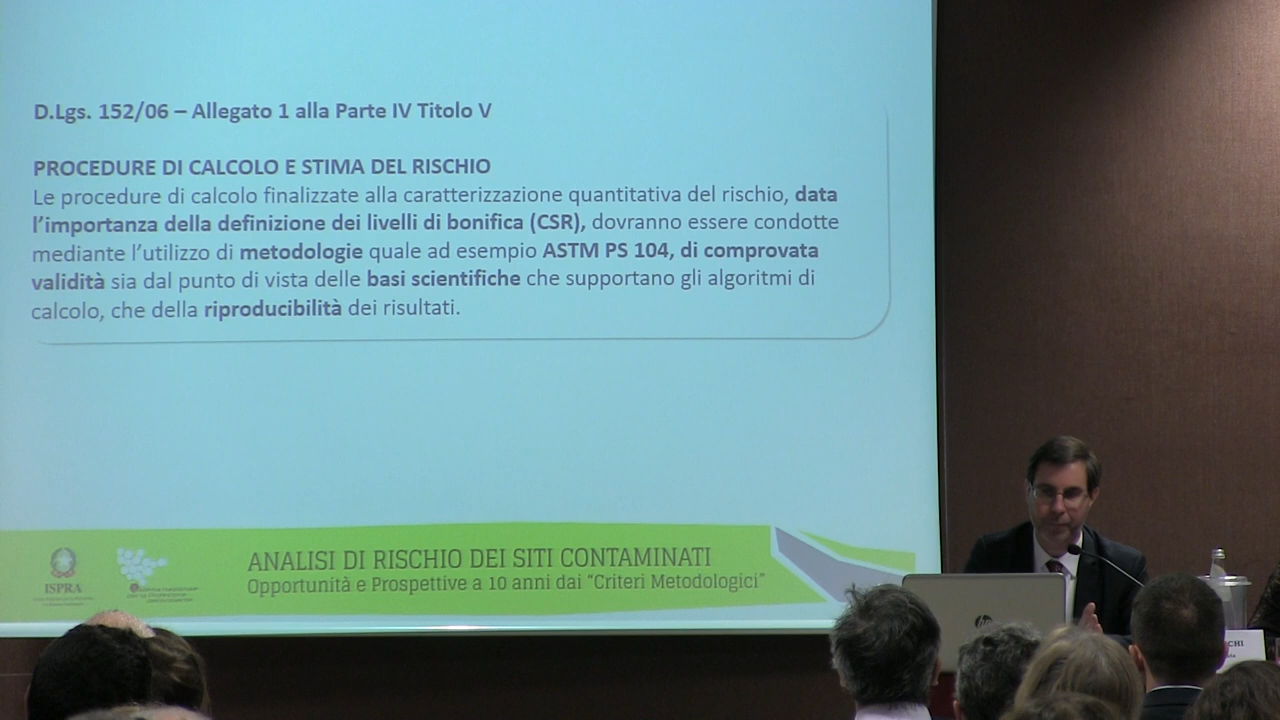 D.Lgs. 152/06 – Allegato 1 alla Parte IV Titolo V
PROCEDURE DI CALCOLO E STIMA DEL RISCHIO
Le procedure di calcolo finalizzate alla caratterizzazione quantitativa del rischio, data
l'importanza della definizione dei livelli di bonifica (CSR), dovranno essere condotte
mediante l'utilizzo di metodologie quale ad esempio ASTM PS 104, di comprovata
validità sia dal punto di vista delle basi scientifiche che supportano gli algoritmi di
calcolo, che della riproducibilità dei risultati.
ISPRA
ANALISI DI RISCHIO DEI SITI CONTAMINATI
Opportunità e Prospettive a 10 anni dai "Criteri Metodologici"
hp
CHI